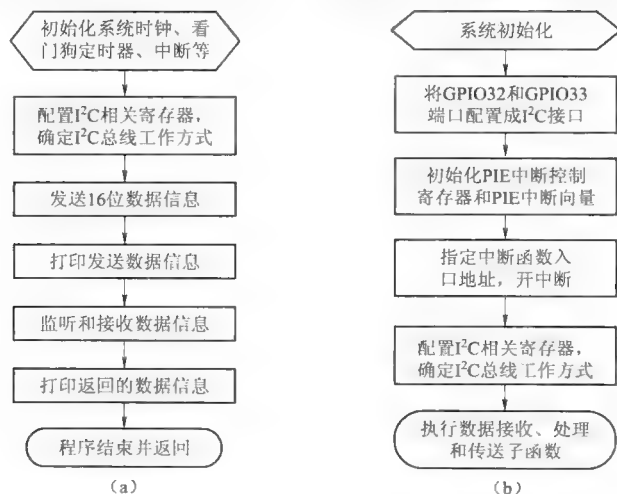 初始化系统时钟、看
门狗定时器、中断等
配置I²C相关寄存器，
确定I²C总线工作方式
发送16位数据信息
打印发送数据信息
监听和接收数据信息
打印返回的数据信息
程序结束并返回
（a）
系统初始化
将GPIO32和GPIO33
端口配置成I²C接口
初始化PIE中断控制
寄存器和PIE中断向量
指定中断函数入
口地址，开中断
配置I²C相关寄存器，
确定I²C总线工作方式
执行数据接收、处理
和传送子函数
（b）